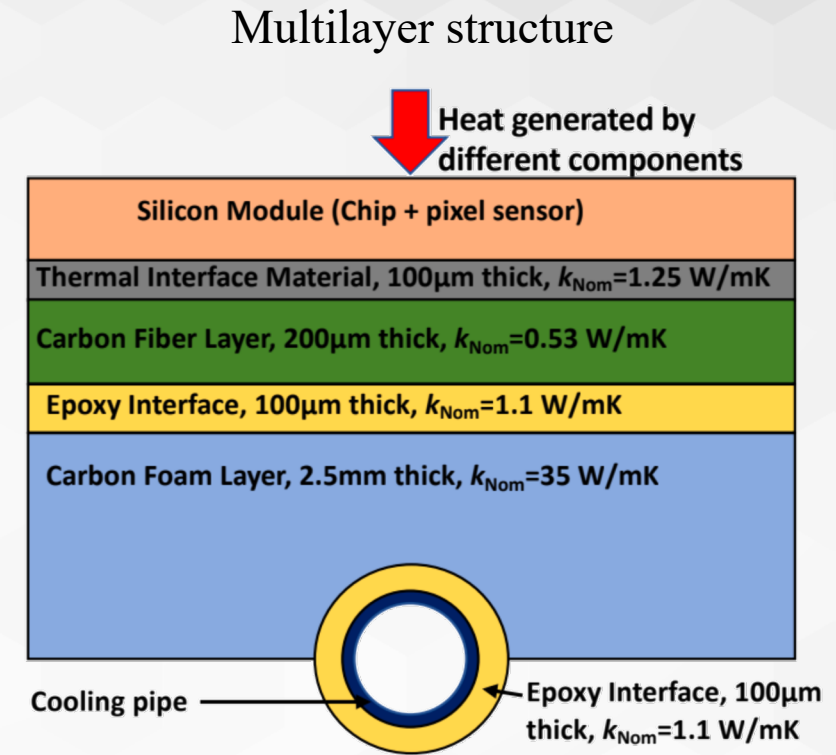 Multilayer structure
Heat generated by
different components
Silicon Module (Chip + pixel sensor)
Thermal Interface Material, 100μm thick, kNom=1.25 W/mK
Carbon Fiber Layer, 200μm thick, kNom=0.53 W/mK
Epoxy Interface, 100μm thick, kNom=1.1 W/mK
Carbon Foam Layer, 2.5mm thick, kNom=35 W/mK
Cooling pipe
Epoxy Interface, 100μm
thick, kNom=1.1 W/mK